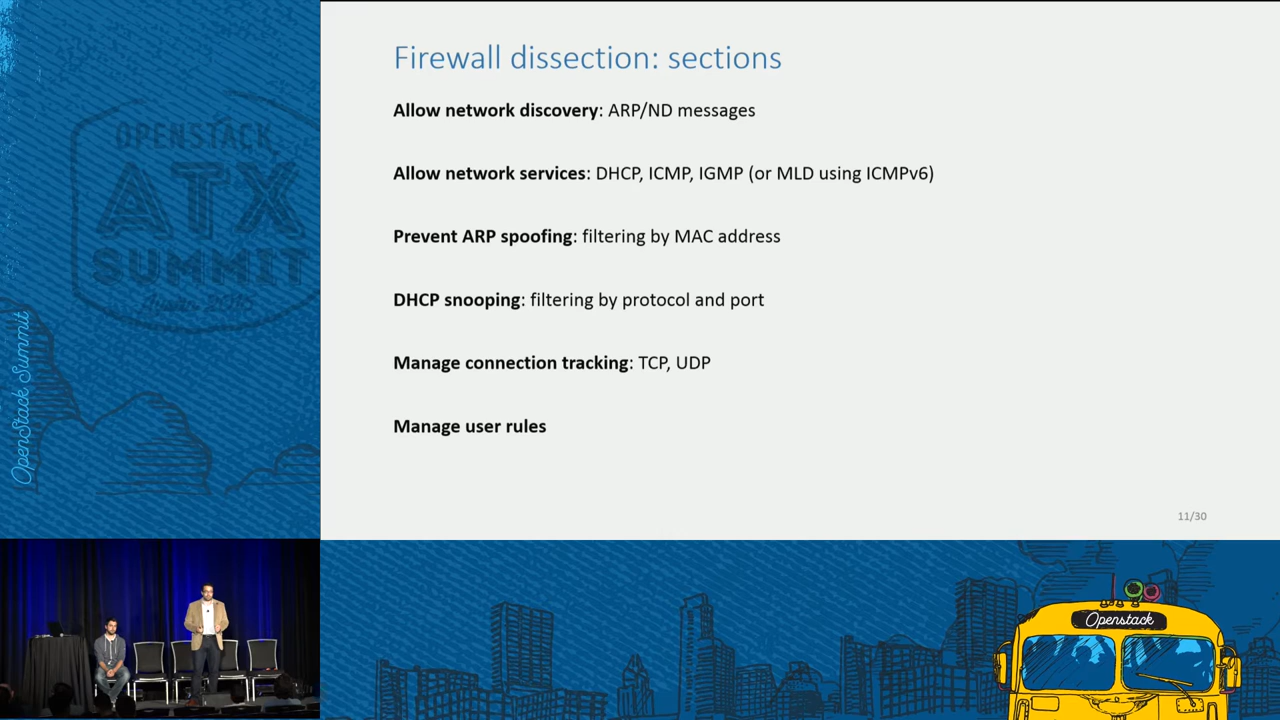 Firewall dissection: sections
Allow network discovery: ARP/ND messages
Allow network services: DHCP, ICMP, IGMP (or MLD using ICMPv6)
Prevent ARP spoofing: filtering by MAC address
DHCP snooping: filtering by protocol and port
Manage connection tracking: TCP, UDP
Manage user rules
11/30
OPENSTACK
ATX
SUMMIT
Austin 2016
OpenStack Summit
Openstack